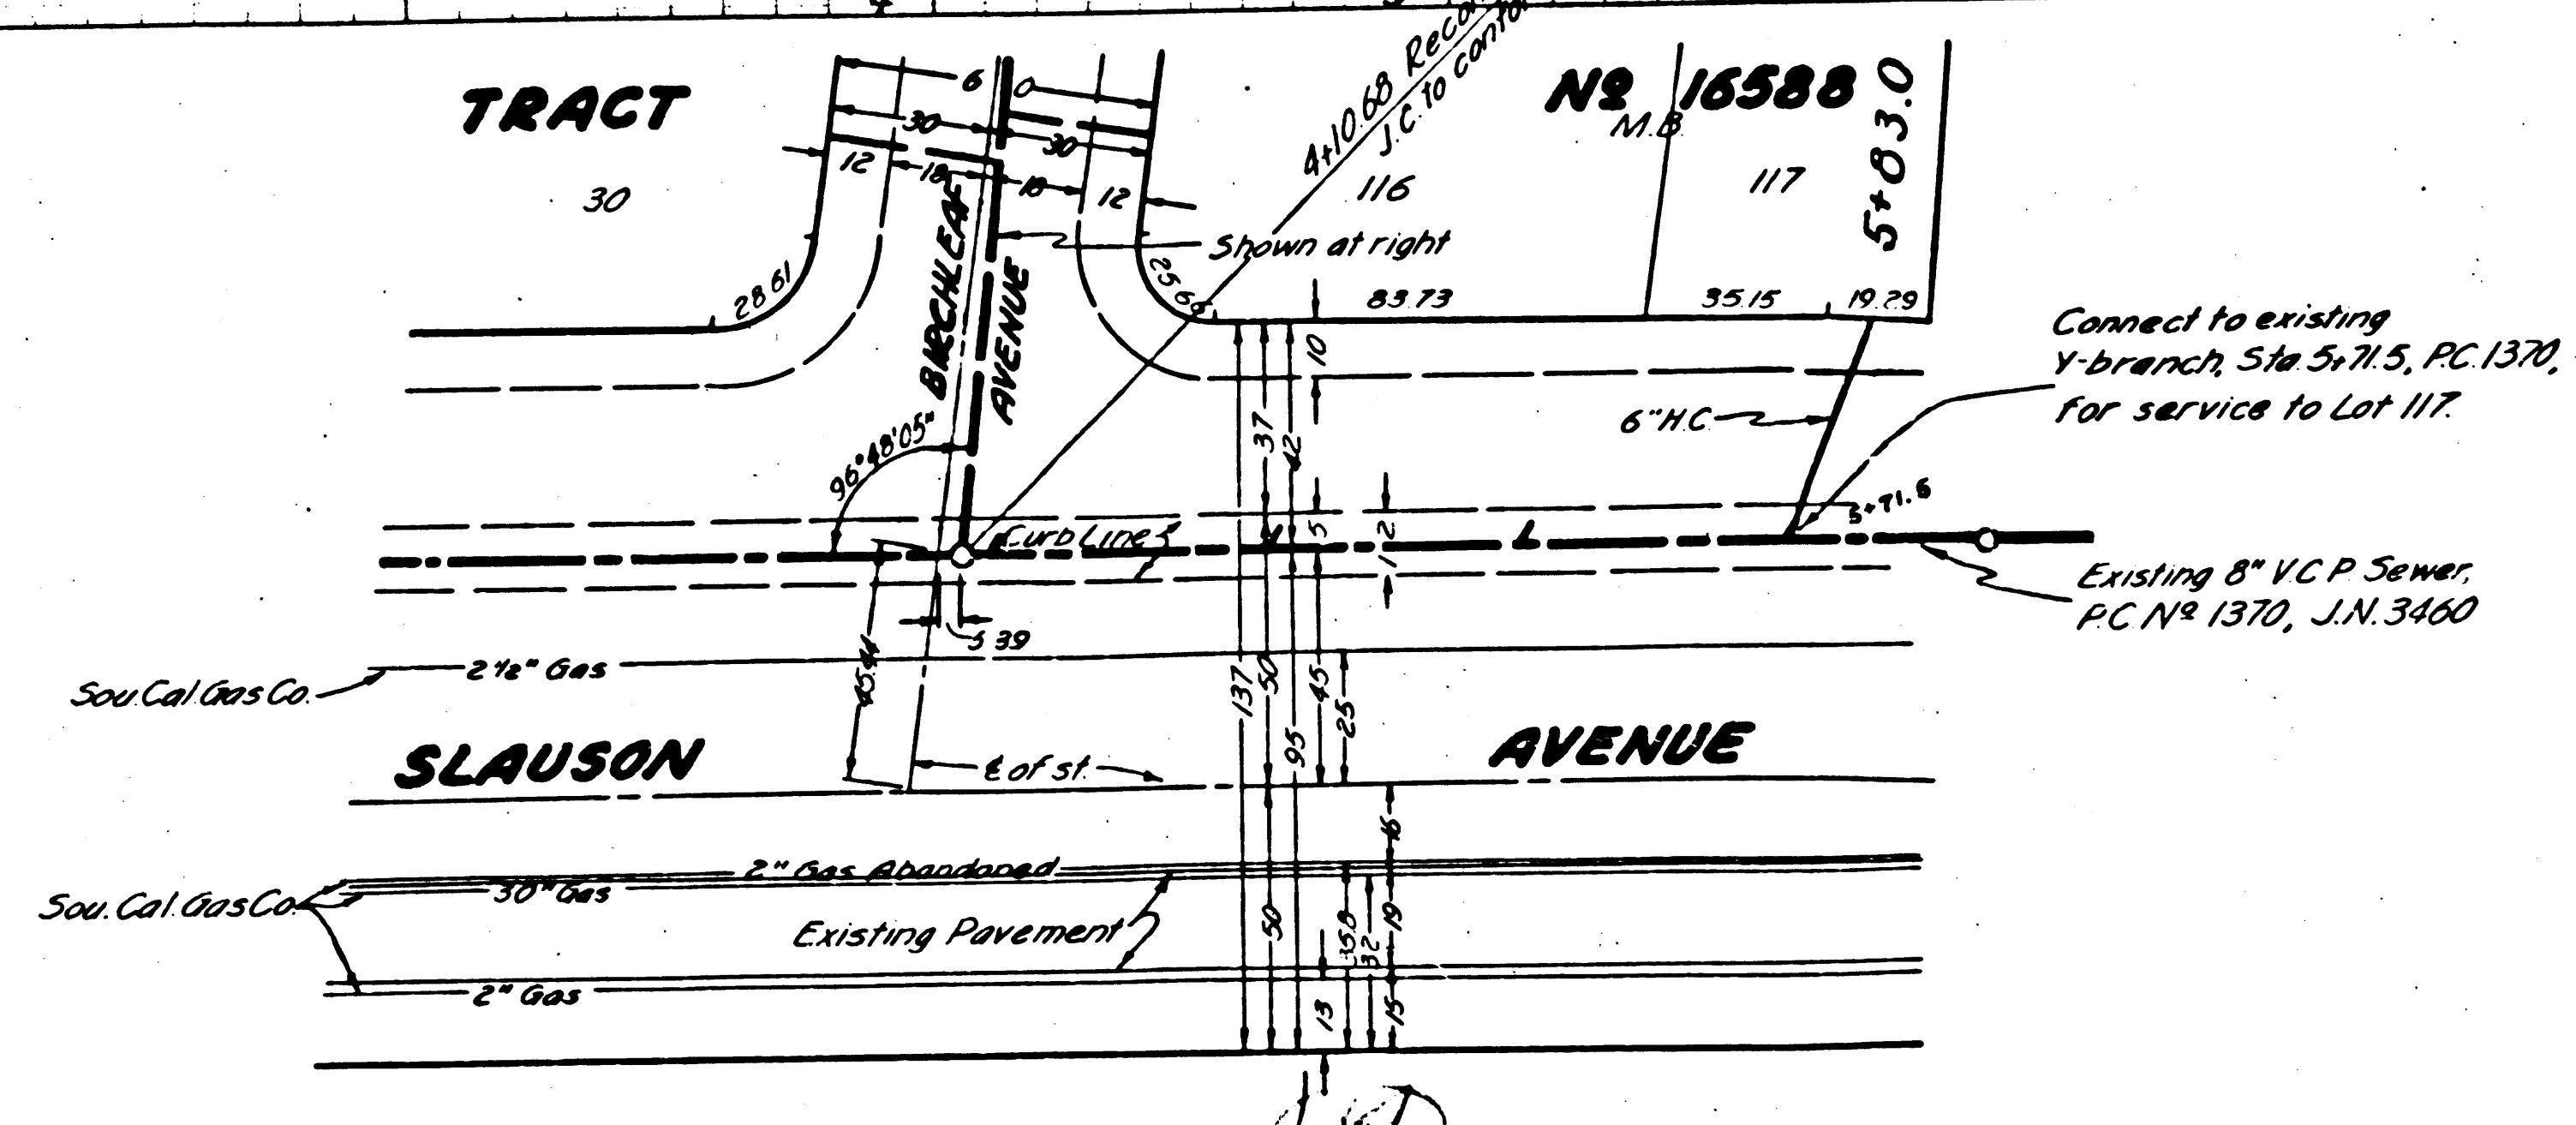 TRACT
Nº 16588
M.B.
5+83.0
4+10.68
J.C. to
6 0
30
30
12
18
18
12
30
116
117
BIRCHLEAF
AVENUE
Shown at right
28.61
25.66
83.73
35.15
19.29
10
Connect to existing
Y-branch, Sta. 5+71.5, P.C. 1370,
for service to Lot 117.
6" H.C.
37
42
96°48'05"
5
12
5+71.5
Curb Lines
Existing 8" V.C.P. Sewer,
P.C. Nº 1370, J.N. 3460
5.39
2½" Gas
Sou. Cal. Gas Co.
45.44
137
50
45
25
95
SLAUSON
AVENUE
℄ of st.
16
2" Gas Abandoned
30" Gas
Sou. Cal. Gas Co.
Existing Pavement
50
35.8
32
19
2" Gas
13
15